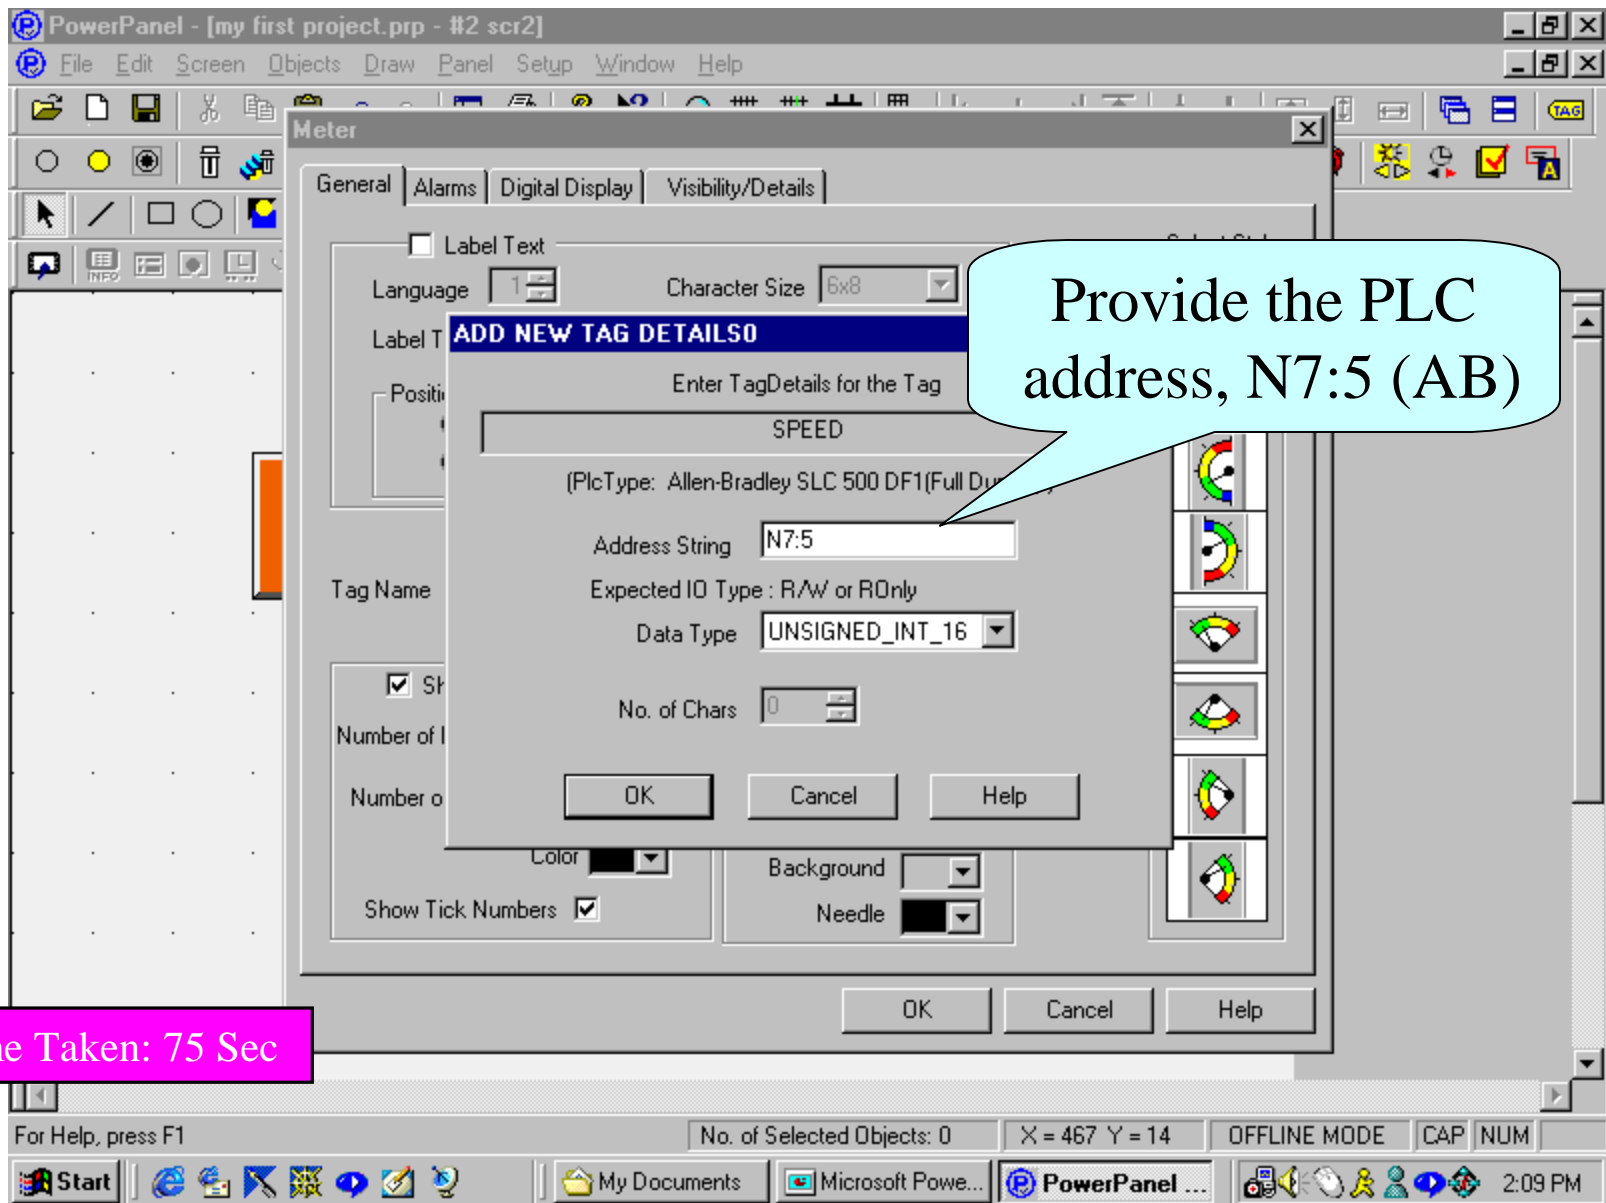 PowerPanel - [my first project.prp - #2 scr2]
File Edit Screen Objects Draw Panel Setup Window Help
TAG
Meter
General Alarms Digital Display Visibility/Details
INFO
Label Text
Language 1 Character Size 6x8
Provide the PLC
address, N7:5 (AB)
Label T
ADD NEW TAG DETAILS0
Enter TagDetails for the Tag
SPEED
(PlcType: Allen-Bradley SLC 500 DF1(Full Du
Address String N7:5
Tag Name
Expected IO Type : R/W or ROnly
Data Type UNSIGNED_INT_16
No. of Chars 0
Number of
Number o
OK Cancel Help
Color
Background
Show Tick Numbers
Needle
OK Cancel Help
e Taken: 75 Sec
For Help, press F1 No. of Selected Objects: 0 X = 467 Y = 14 OFFLINE MODE CAP NUM
Start My Documents Microsoft Powe... PowerPanel ... 2:09 PM